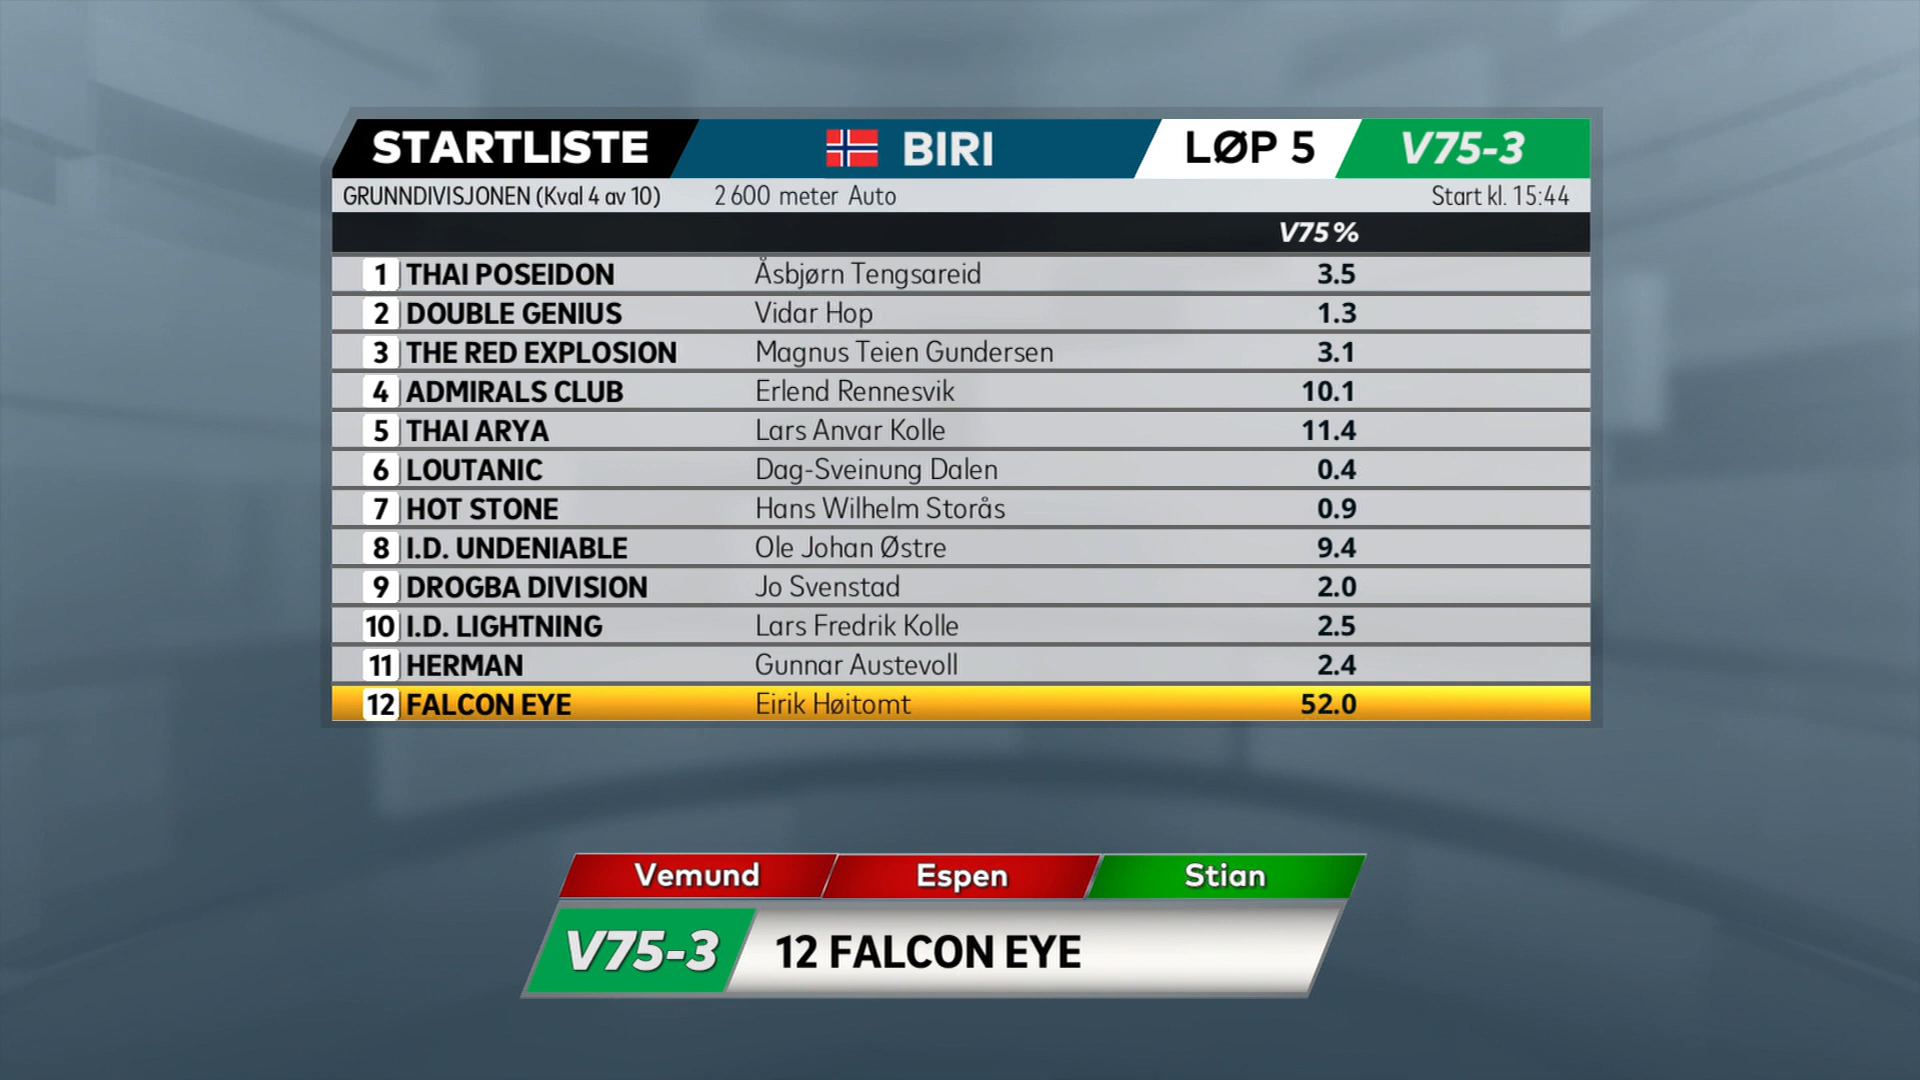 STARTLISTE BIRI LØP 5 V75-3
GRUNNDIVISJONEN (Kval 4 av 10) 2 600 meter Auto Start kl. 15:44
V75%
1 THAI POSEIDON Åsbjørn Tengsareid 3.5
2 DOUBLE GENIUS Vidar Hop 1.3
3 THE RED EXPLOSION Magnus Teien Gundersen 3.1
4 ADMIRALS CLUB Erlend Rennesvik 10.1
5 THAI ARYA Lars Anvar Kolle 11.4
6 LOUTANIC Dag-Sveinung Dalen 0.4
7 HOT STONE Hans Wilhelm Storås 0.9
8 I.D. UNDENIABLE Ole Johan Østre 9.4
9 DROGBA DIVISION Jo Svenstad 2.0
10 I.D. LIGHTNING Lars Fredrik Kolle 2.5
11 HERMAN Gunnar Austevoll 2.4
12 FALCON EYE Eirik Høitomt 52.0
Vemund Espen Stian
V75-3 12 FALCON EYE